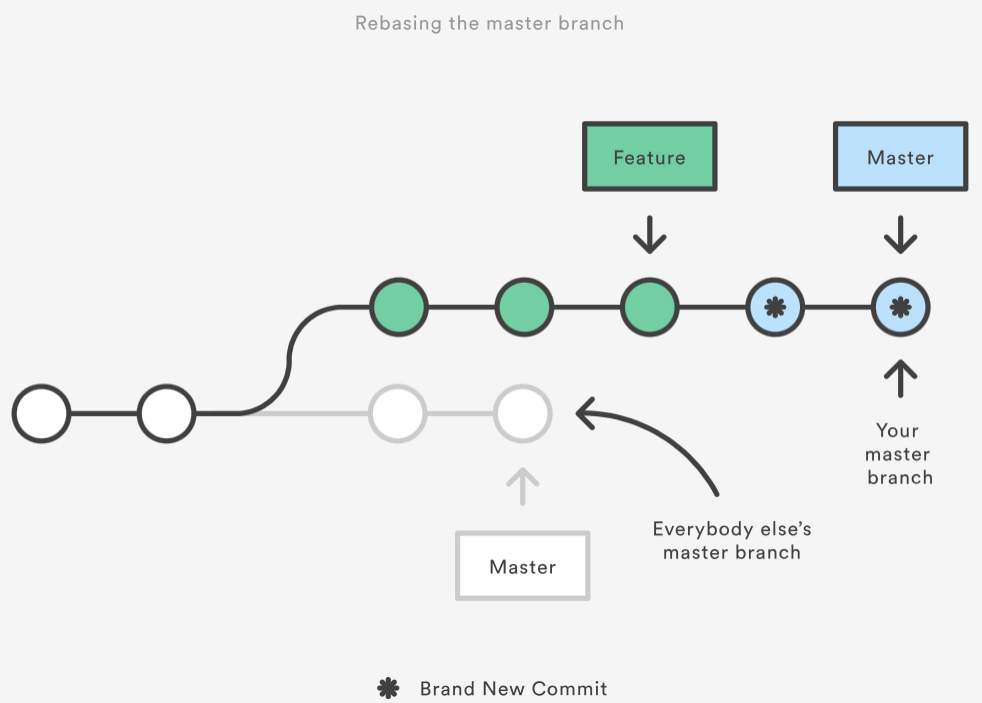 Rebasing the master branch
Feature
Master
Your
master
branch
Everybody else's
master branch
Master
Brand New Commit